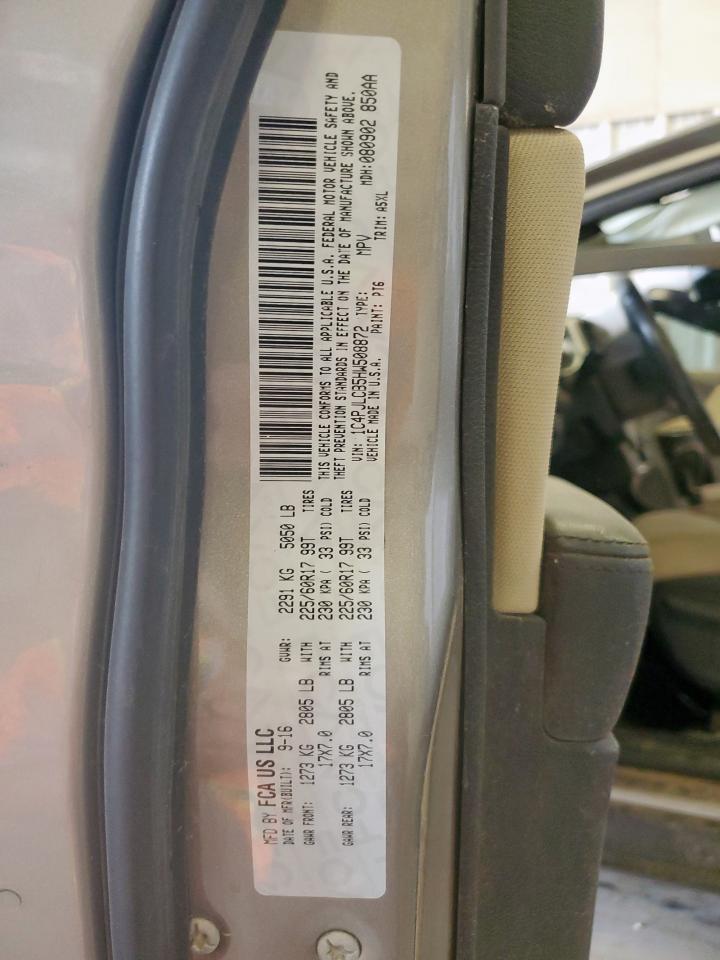 MFD BY FCA US LLC
DATE OF MFR(BUILT): 9-16 GVWR: 2291 KG 5050 LB
GAWR FRONT: 1273 KG 2805 LB WITH 225/60R17 99T TIRES
17X7.0 RIMS AT 230 KPA ( 33 PSI) COLD
GAWR REAR: 1273 KG 2805 LB WITH 225/60R17 99T TIRES
17X7.0 RIMS AT 230 KPA ( 33 PSI) COLD
THIS VEHICLE CONFORMS TO ALL APPLICABLE U.S.A. FEDERAL MOTOR VEHICLE SAFETY AND
THEFT PREVENTION STANDARDS IN EFFECT ON THE DATE OF MANUFACTURE SHOWN ABOVE.
VIN: 1C4PJLCB5HW508872 TYPE: MPV MDH:080902 850AA
VEHICLE MADE IN U.S.A. PAINT: PTG TRIM: A5XL